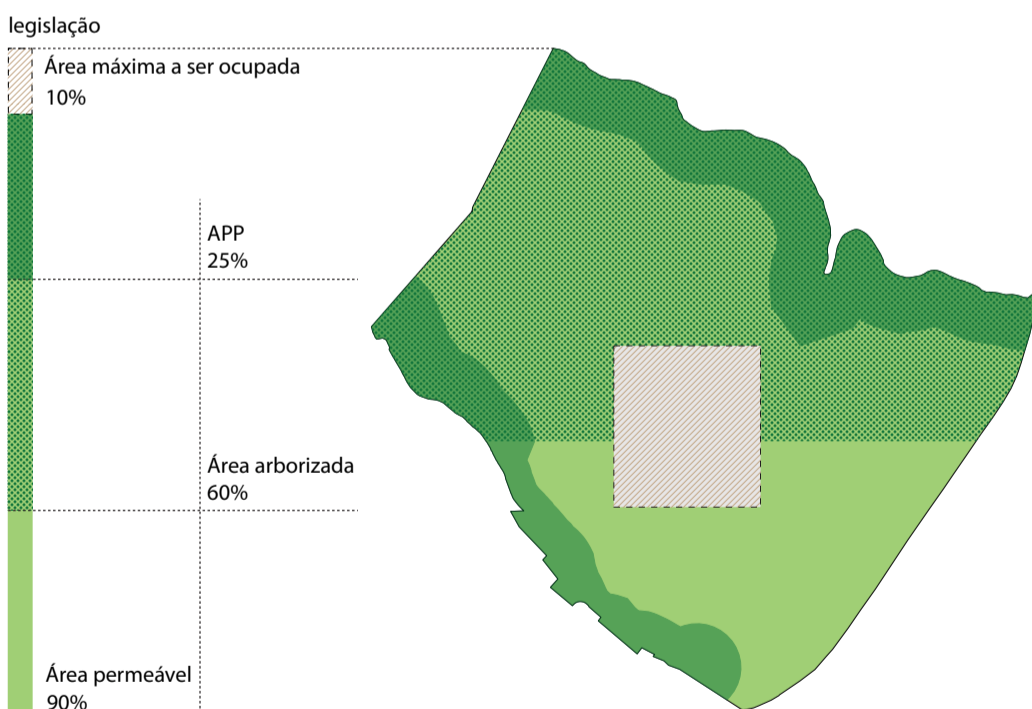 legislação
Área máxima a ser ocupada
10%
APP
25%
Área arborizada
60%
Área permeável
90%